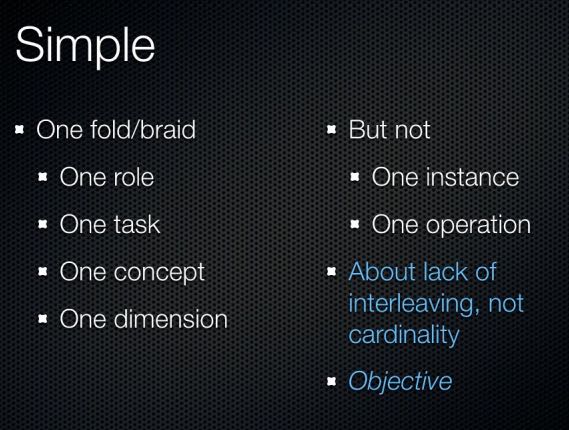 Simple
One fold/braid
One role
One task
One concept
One dimension
But not
One instance
One operation
About lack of
interleaving, not
cardinality
Objective